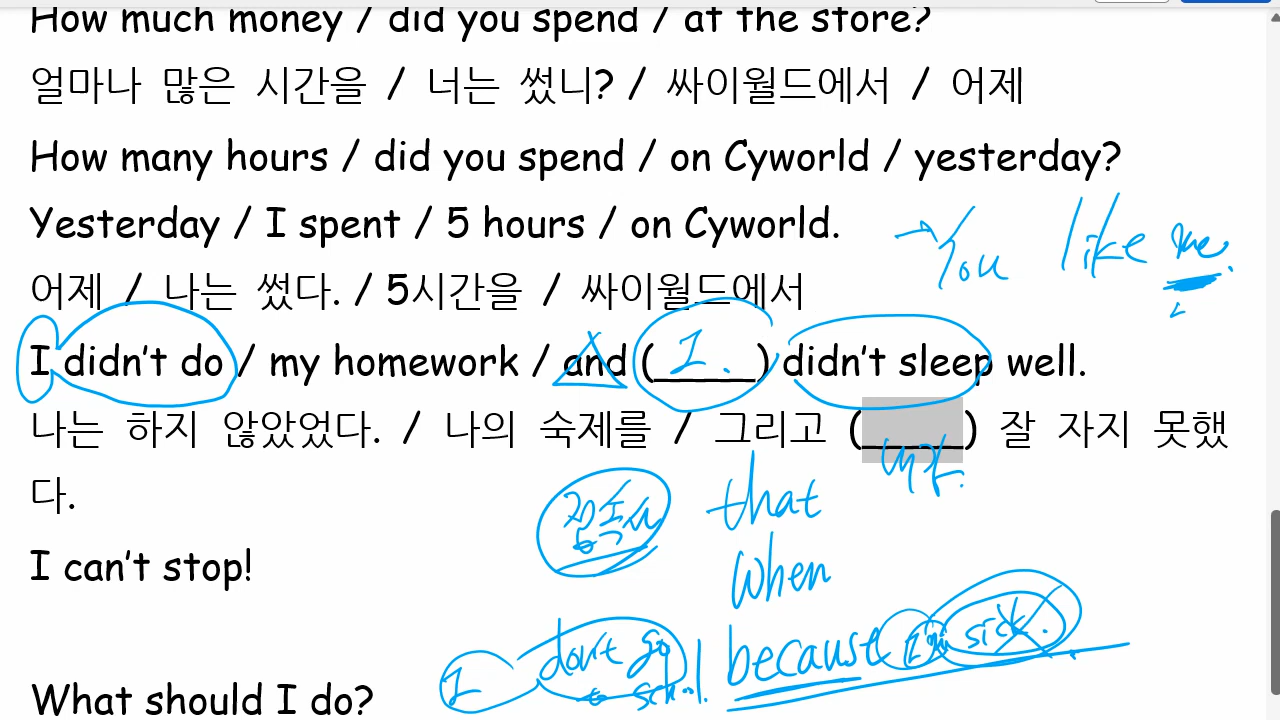 How much money / did you spend / at the store?
얼마나 많은 시간을 / 너는 썼니? / 싸이월드에서 / 어제
How many hours / did you spend / on Cyworld / yesterday?
Yesterday / I spent / 5 hours / on Cyworld.
You like me.
어제 / 나는 썼다. / 5시간을 / 싸이월드에서
I didn't do / my homework / and ( I. ) didn't sleep well.
나는 하지 않았었다. / 나의 숙제를 / 그리고 (_____) 잘 자지 못했
다.
접속사 that
I can't stop!
when
I don't go school. because I'm sick.
What should I do?